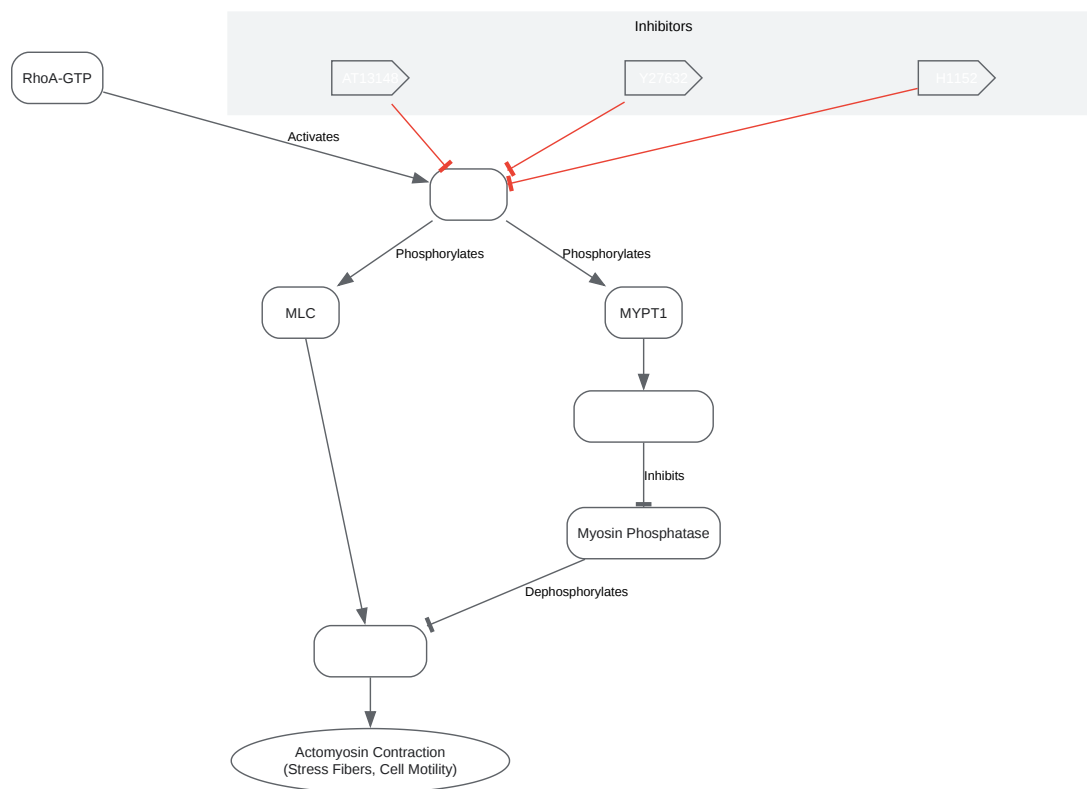 Inhibitors
RhoA-GTP
AT13148
Y27632
H1152
Activates
Phosphorylates
Phosphorylates
MLC
MYPT1
Inhibits
Myosin Phosphatase
Dephosphorylates
Actomyosin Contraction
(Stress Fibers, Cell Motility)